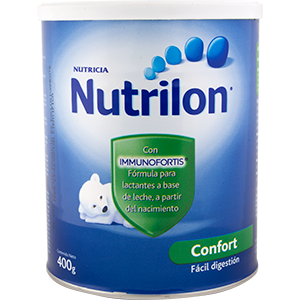 NUTRICIA
Nutrilon
Con
IMMUNOFORTIS
Fórmula para
lactantes a base
de leche, a partir
del nacimiento
Confort
Fácil digestión
400g